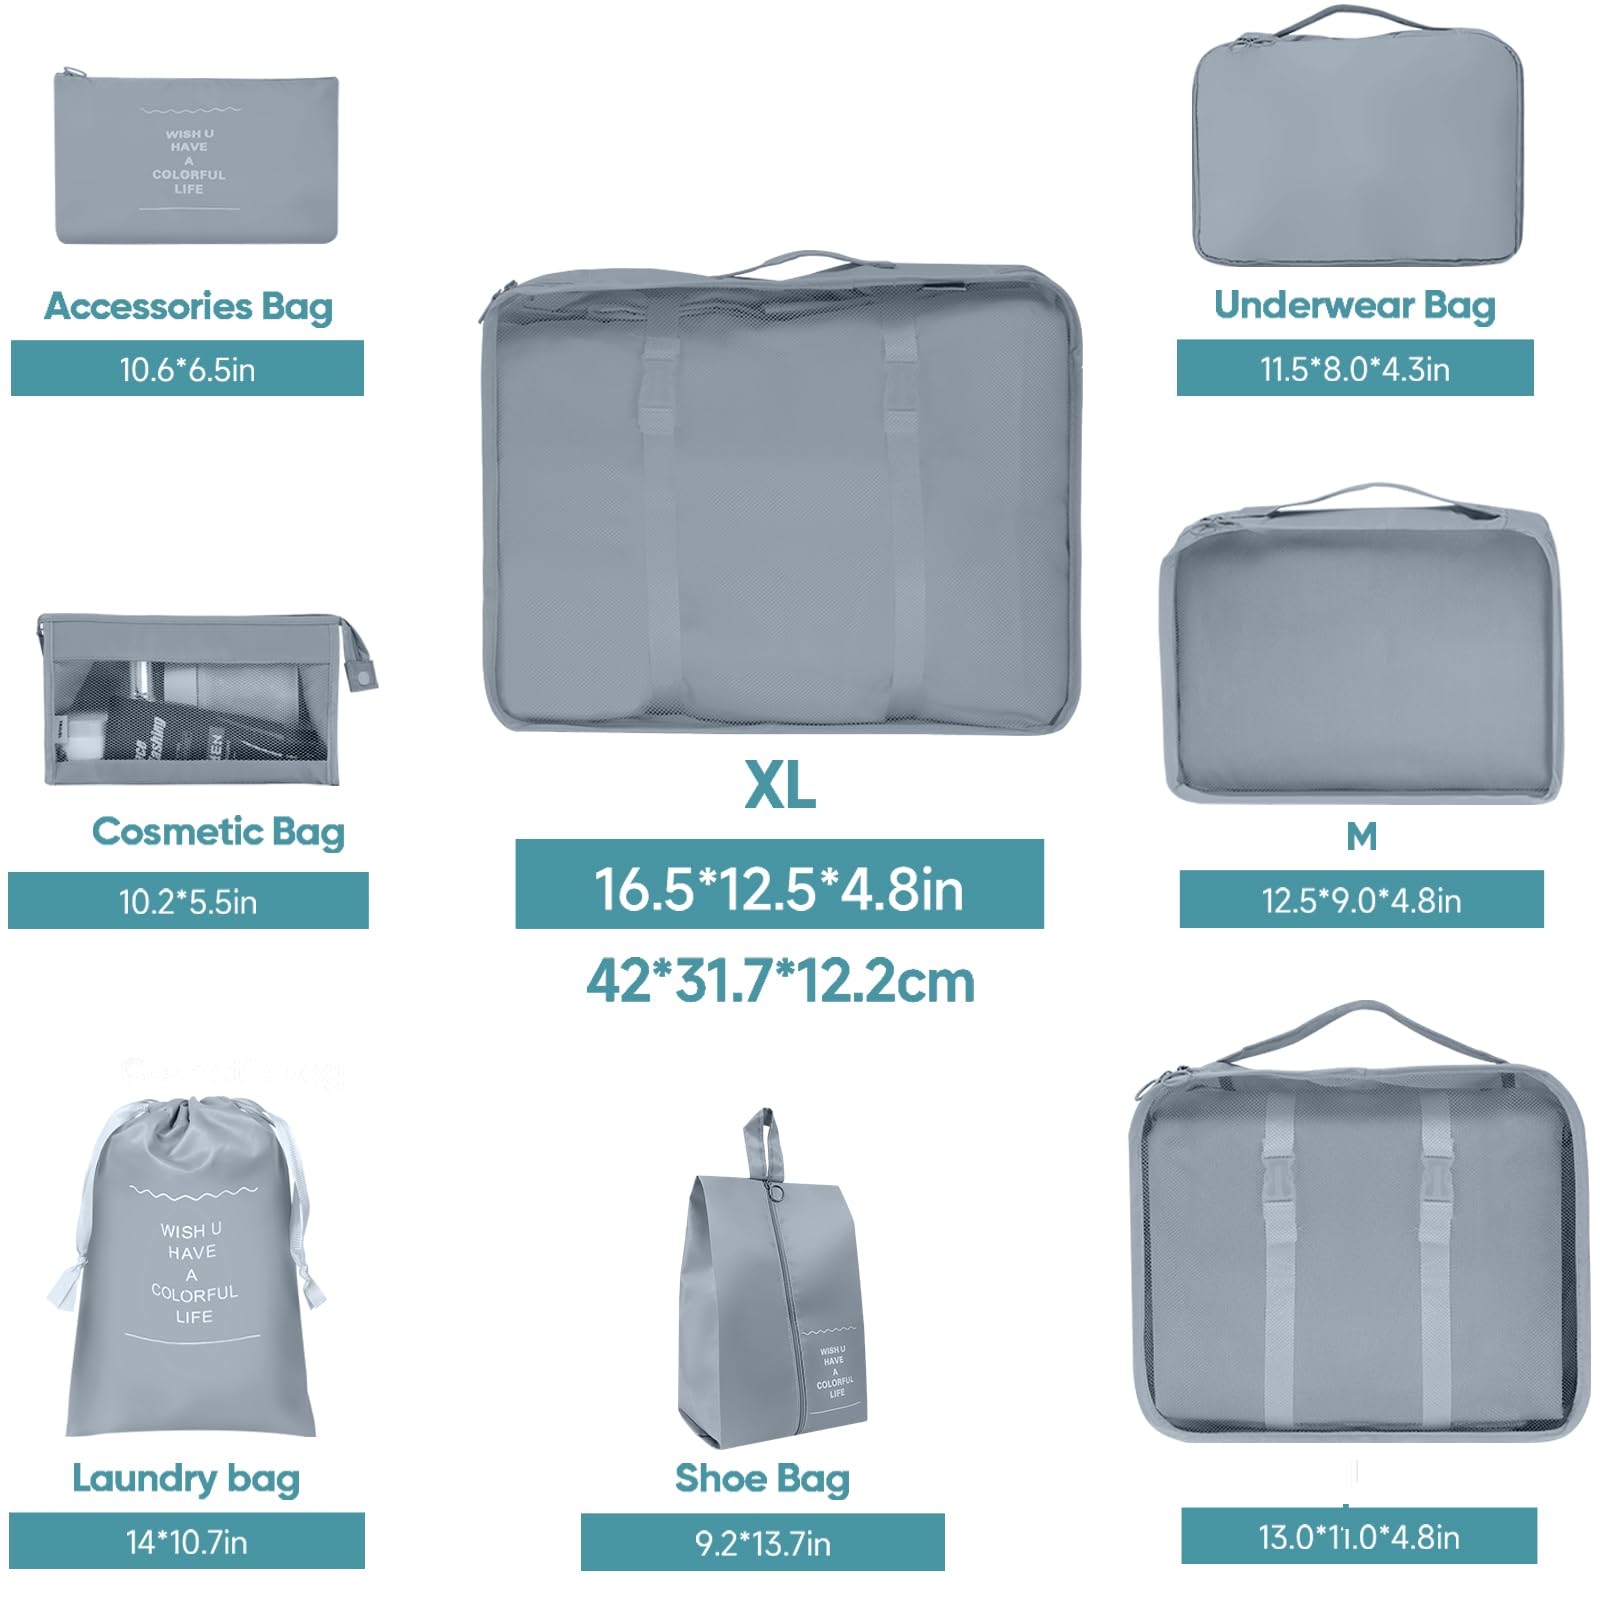 WISH U
HAVE
A
COLORFUL
LIFE
Accessories Bag
10.6*6.5in
Underwear Bag
11.5*8.0*4.3in
Cosmetic Bag
10.2*5.5in
XL
16.5*12.5*4.8in
42*31.7*12.2cm
M
12.5*9.0*4.8in
WISH U
HAVE
A
COLORFUL
LIFE
Laundry bag
14*10.7in
WISH U
HAVE
A
COLORFUL
LIFE
Shoe Bag
9.2*13.7in
13.0*11.0*4.8in